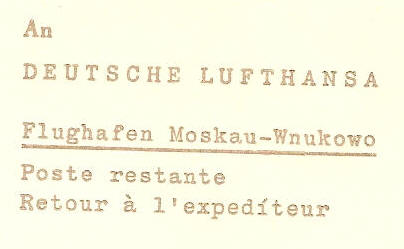 An
DEUTSCHE LUFTHANSA
Flughafen Moskau-Wnukowo
Poste restante
Retour à l'expedíteur